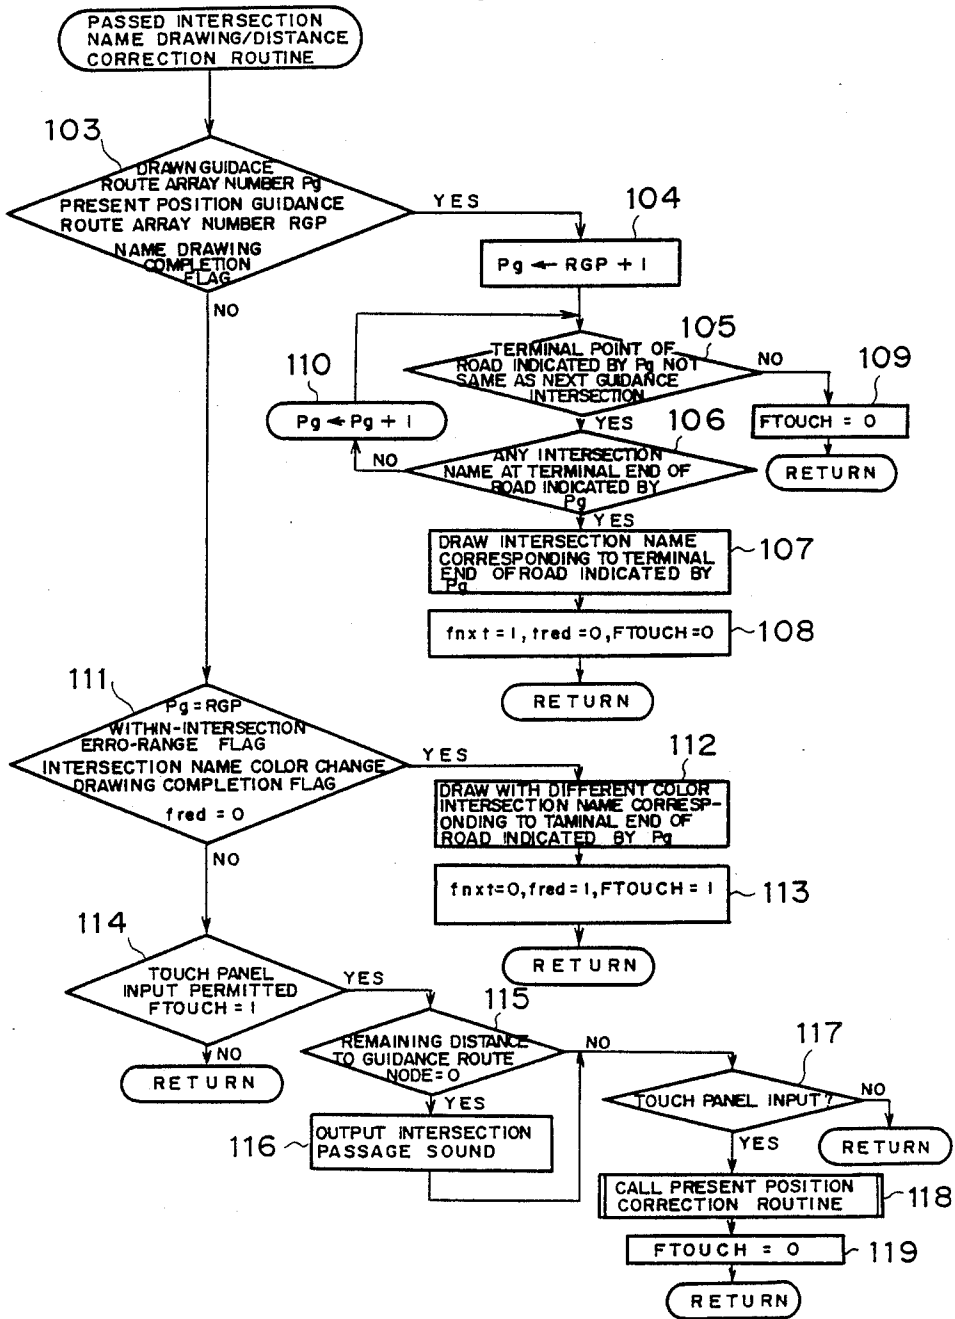 PASSED INTERSECTION
NAME DRAWING/DISTANCE
CORRECTION ROUTINE
103
DRAWN GUIDACE
ROUTE ARRAY NUMBER Pg
PRESENT POSITION GUIDANCE
ROUTE ARRAY NUMBER RGP
NAME DRAWING
COMPLETION
FLAG
YES
NO
104
Pg ← RGP + 1
105
TERMINAL POINT OF
ROAD INDICATED BY Pg NOT
SAME AS NEXT GUIDANCE
INTERSECTION
NO
109
FTOUCH = 0
RETURN
YES
110
Pg ← Pg + 1
106
ANY INTERSECTION
NAME AT TERMINAL END OF
ROAD INDICATED BY
Pg
NO
YES
DRAW INTERSECTION NAME
CORRESPONDING TO TERMINAL
END OF ROAD INDICATED BY
Pg
107
fnxt = 1, fred = 0, FTOUCH = 0
108
RETURN
111
Pg = RGP
WITHIN-INTERSECTION
ERRO-RANGE FLAG
INTERSECTION NAME COLOR CHANGE
DRAWING COMPLETION FLAG
fred = 0
YES
NO
112
DRAW WITH DIFFERENT COLOR
INTERSECTION NAME CORRESP-
ONDING TO TAMINAL END OF
ROAD INDICATED BY Pg
fnxt = 0, fred = 1, FTOUCH = 1
113
RETURN
114
TOUCH PANEL
INPUT PERMITTED
FTOUCH = 1
YES
NO
RETURN
115
REMAINING DISTANCE
TO GUIDANCE ROUTE
NODE = 0
NO
YES
116
OUTPUT INTERSECTION
PASSAGE SOUND
117
TOUCH PANEL INPUT?
NO
RETURN
YES
CALL PRESENT POSITION
CORRECTION ROUTINE
118
FTOUCH = 0
119
RETURN